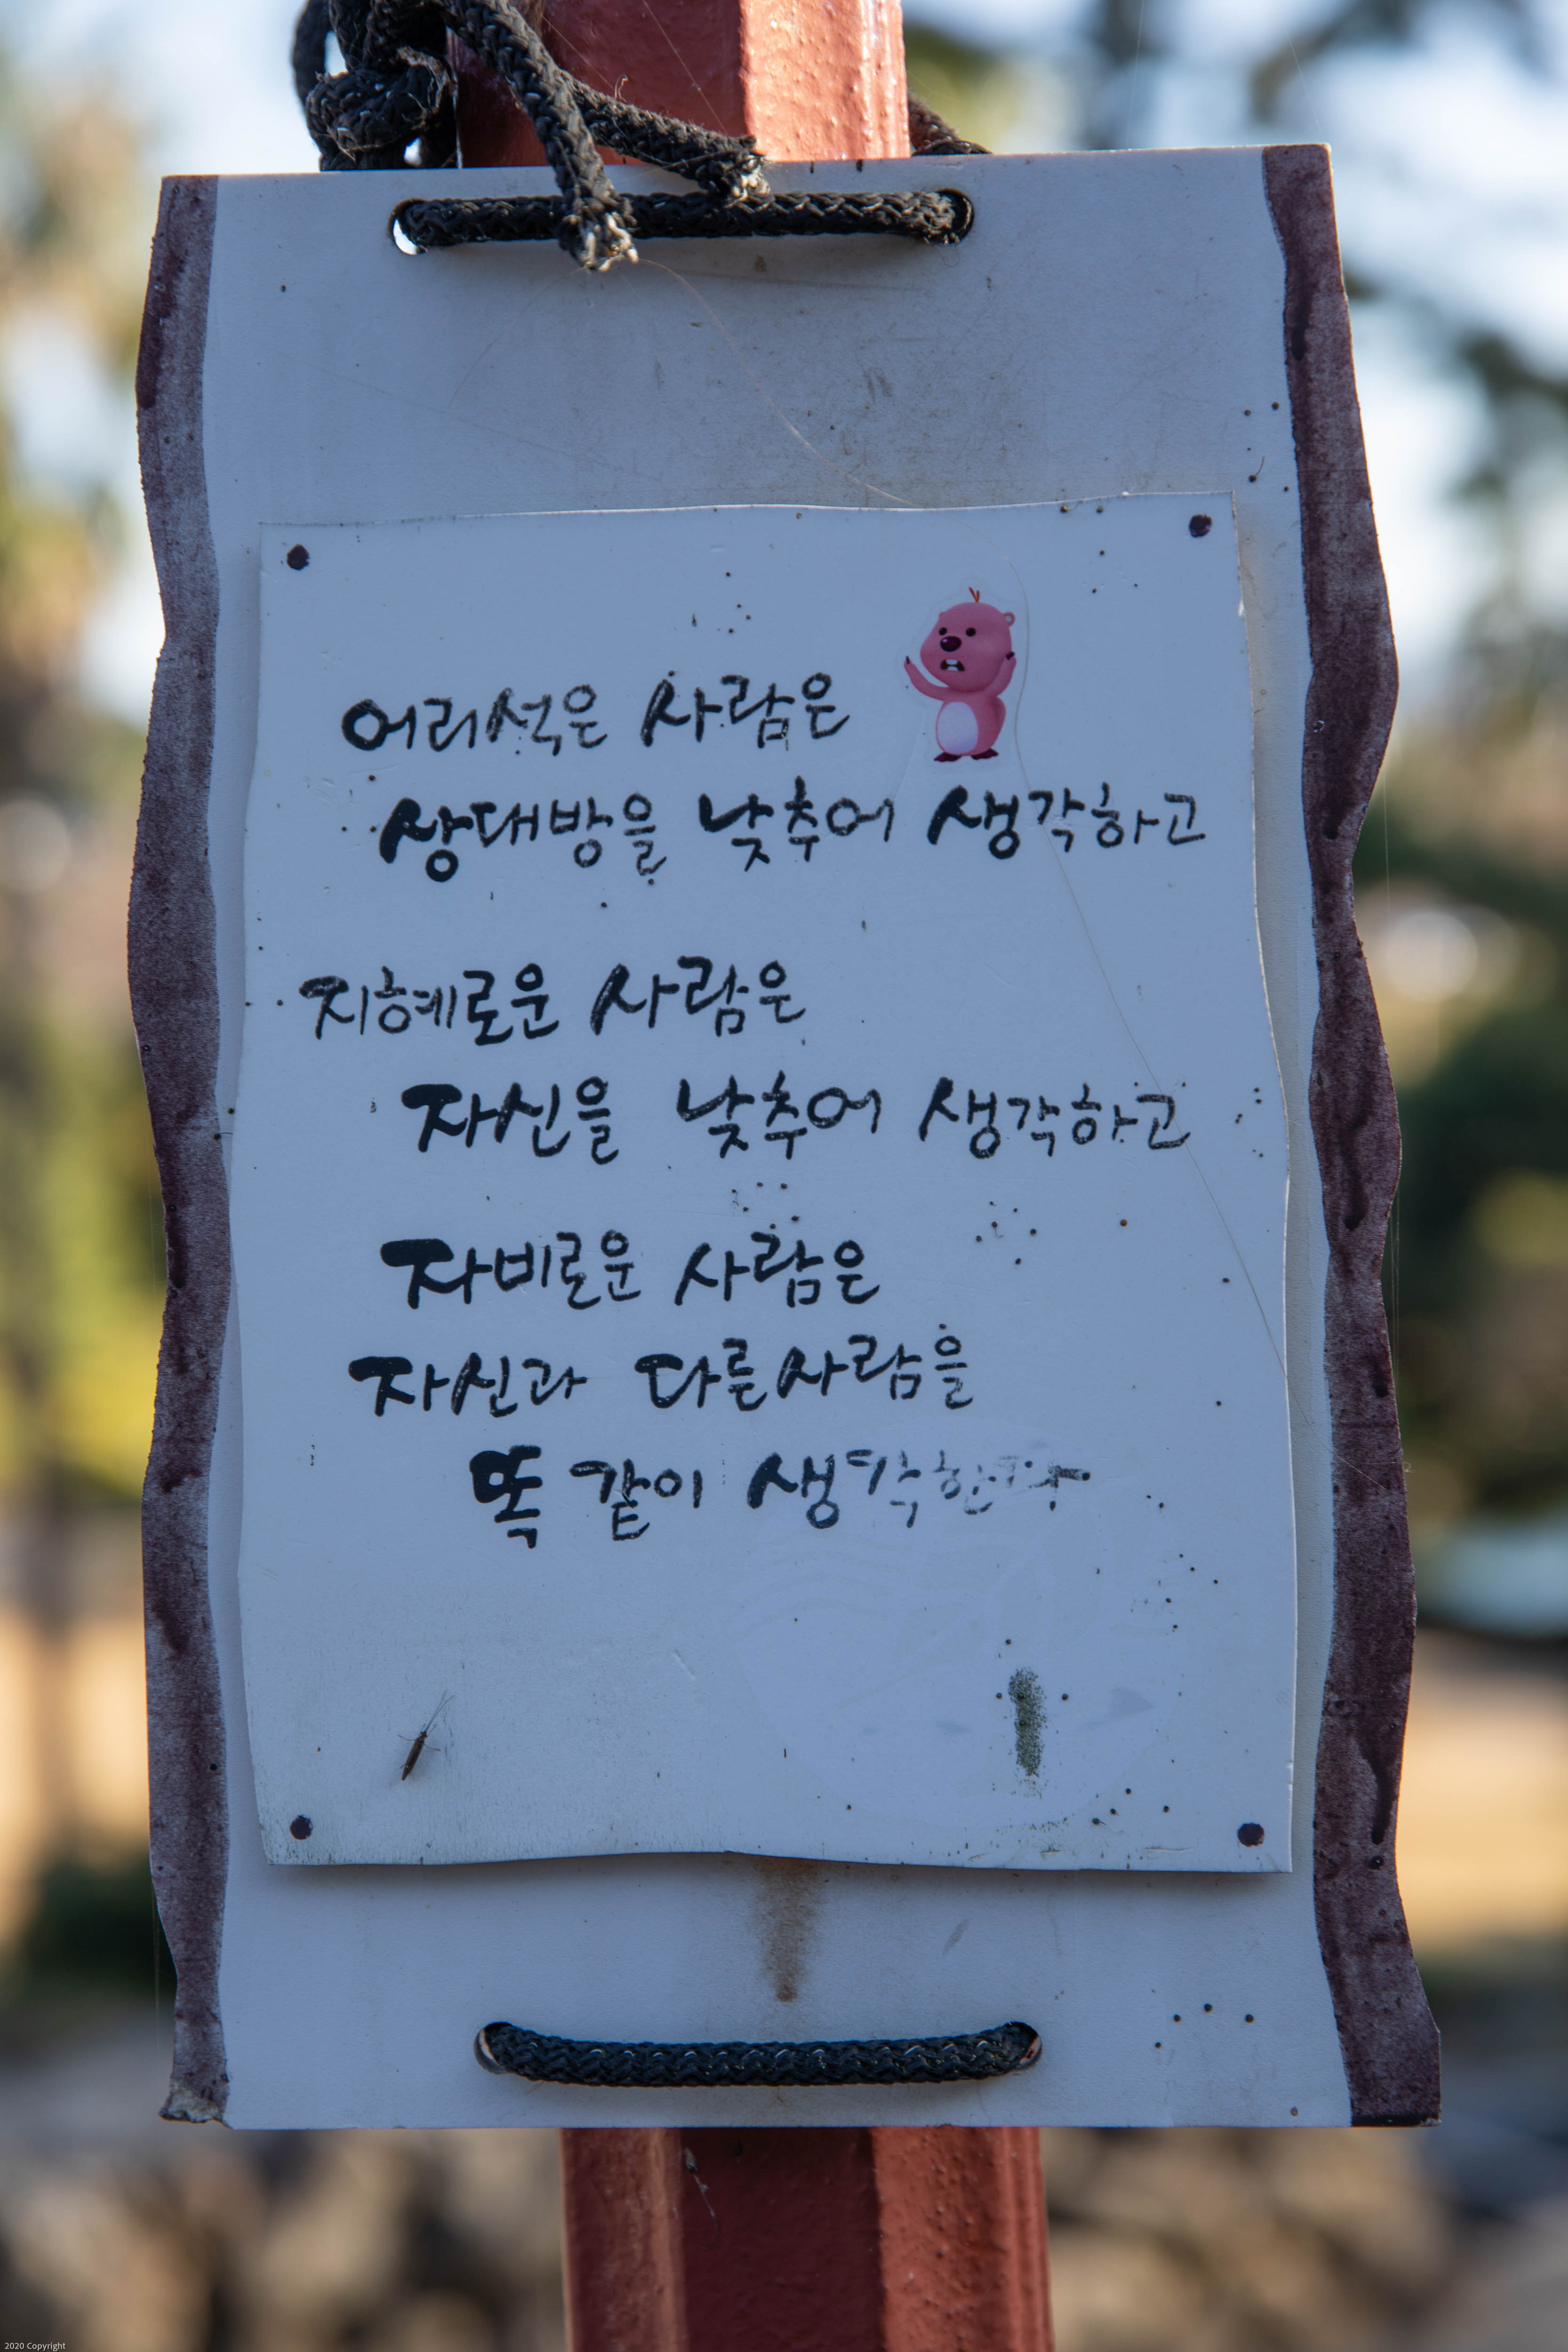 어리석은 사람은
상대방을 낮추어 생각하고
지혜로운 사람은
자신을 낮추어 생각하고
자비로운 사람은
자신과 다른사람을
똑 같이 생각한다
2020 Copyright